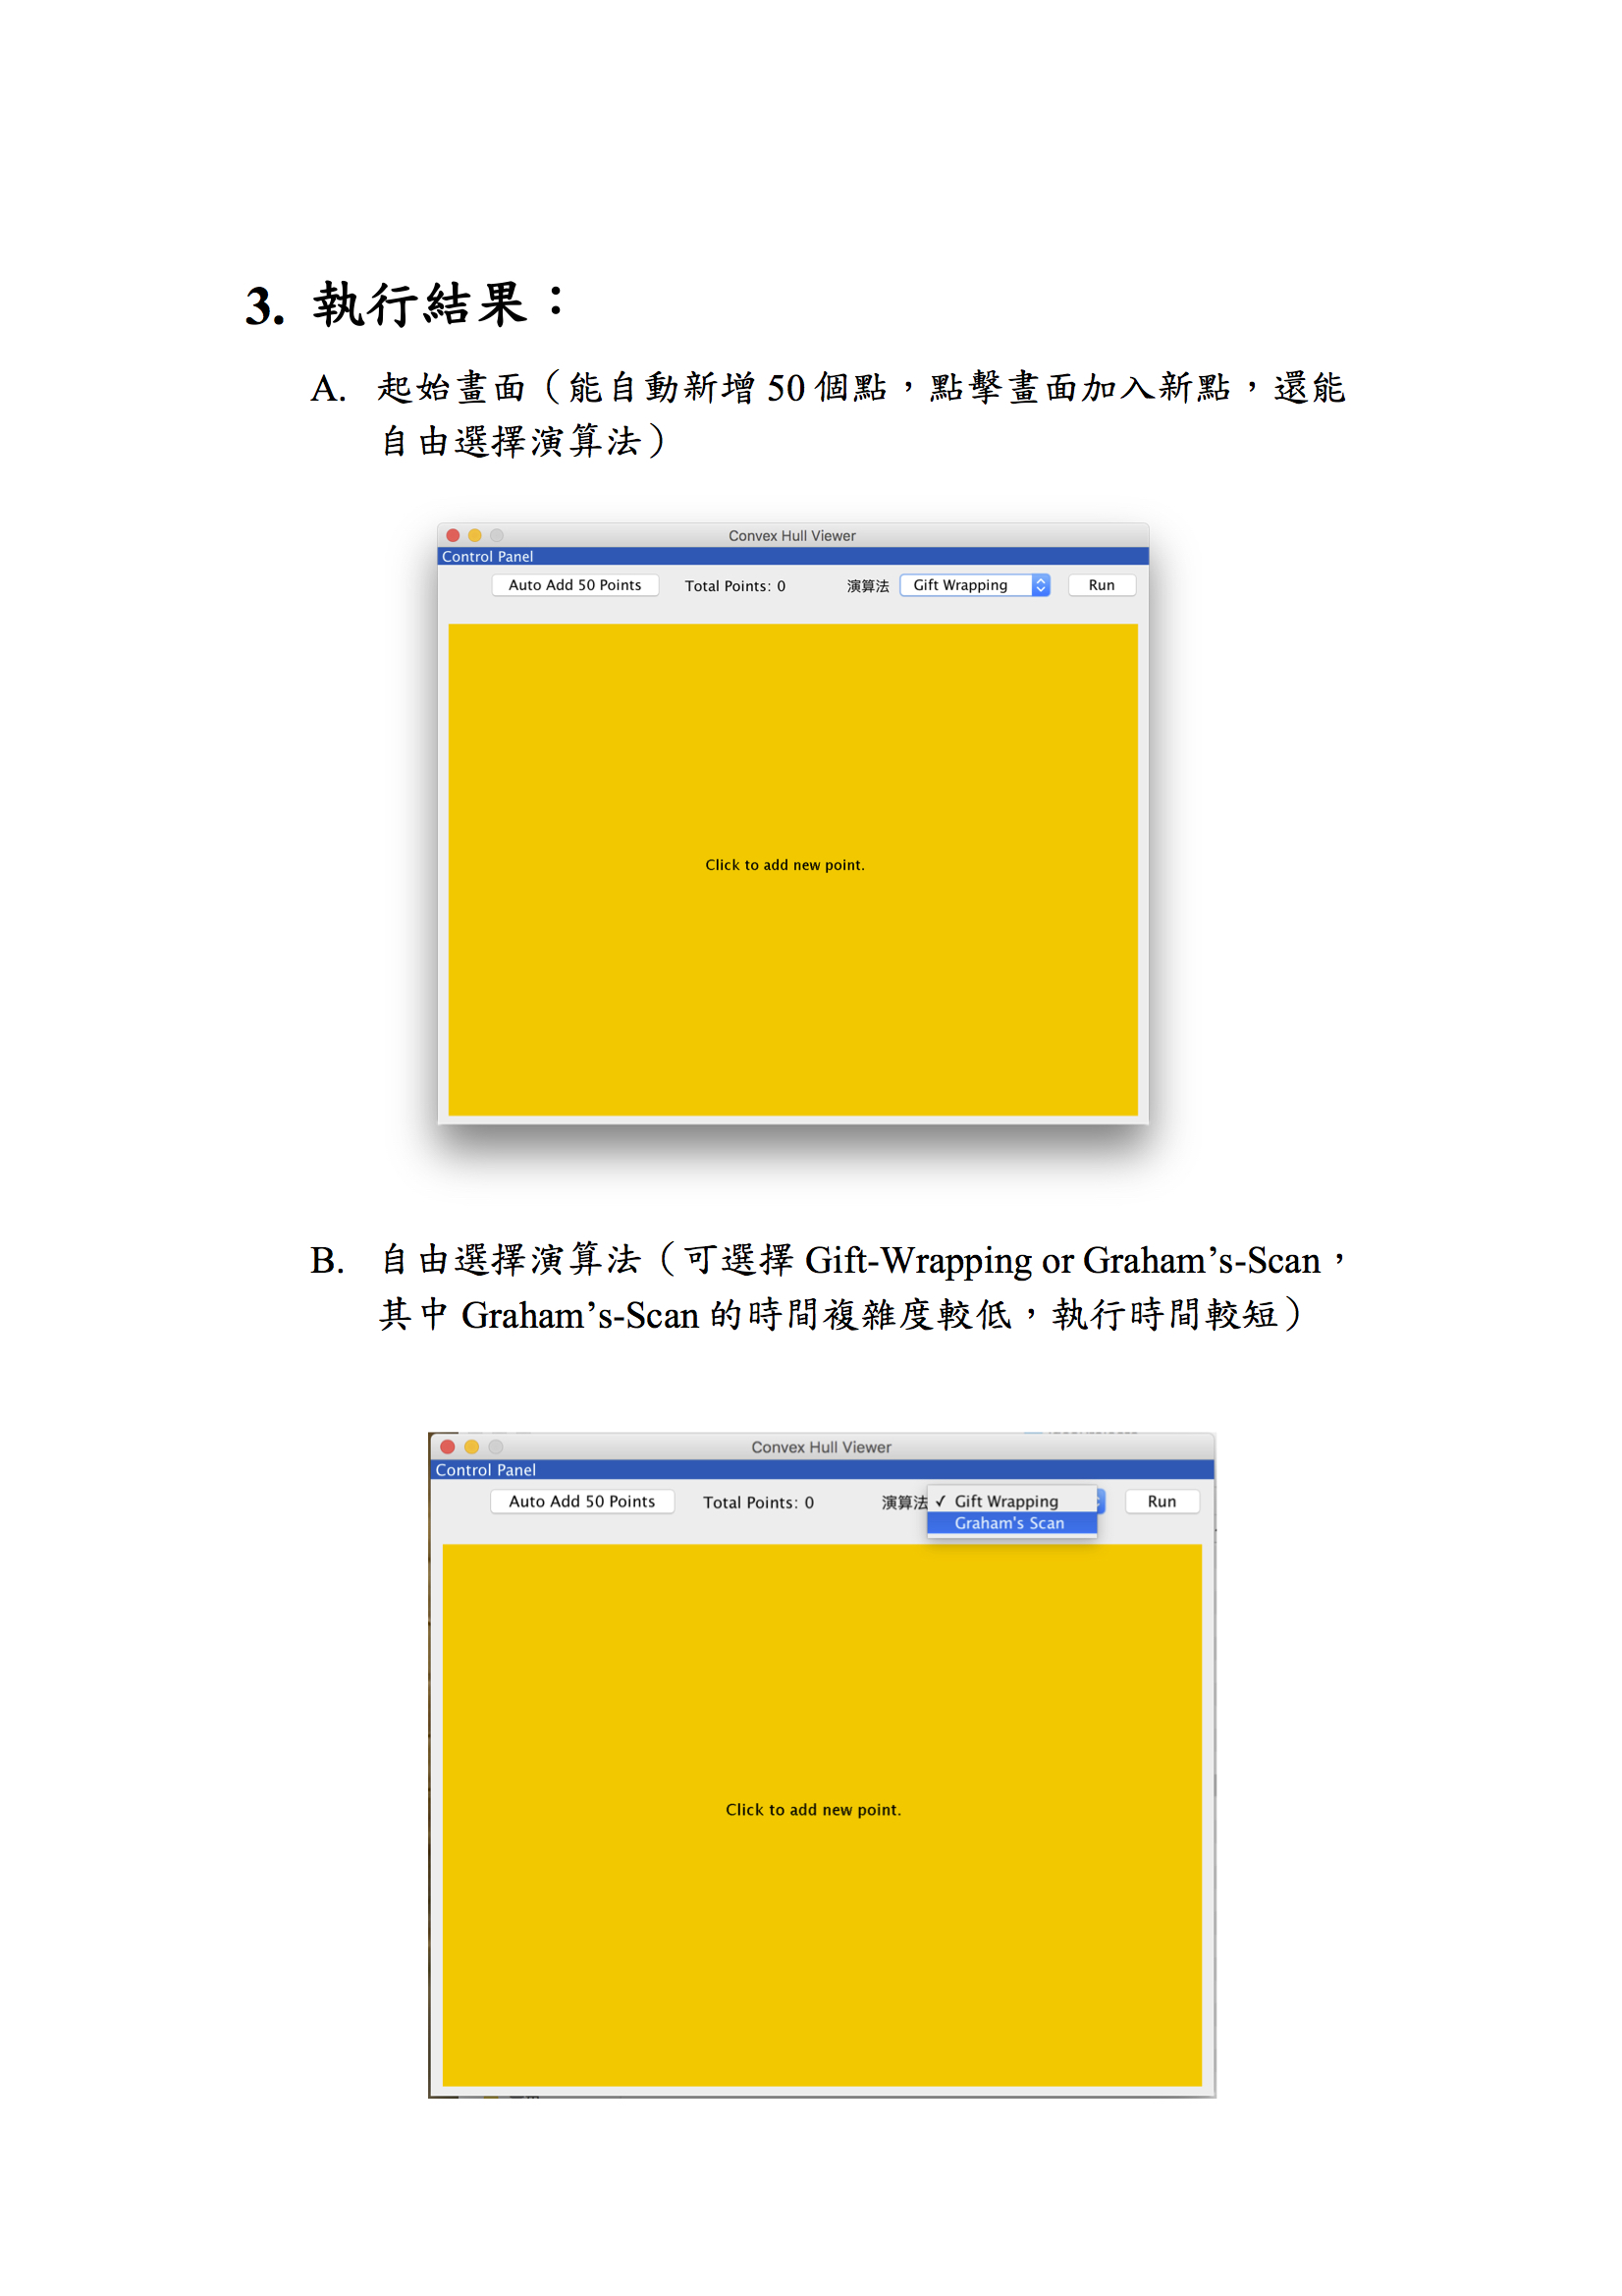 3. 執行結果：
A. 起始畫面（能自動新增 50 個點，點擊畫面加入新點，還能
自由選擇演算法）
Convex Hull Viewer
Control Panel
Auto Add 50 Points Total Points: 0 演算法 Gift Wrapping Run
Click to add new point.
B. 自由選擇演算法（可選擇 Gift-Wrapping or Graham’s-Scan，
其中 Graham’s-Scan 的時間複雜度較低，執行時間較短）
Convex Hull Viewer
Control Panel
Auto Add 50 Points Total Points: 0 演算法 ✓ Gift Wrapping Run
Graham's Scan
Click to add new point.